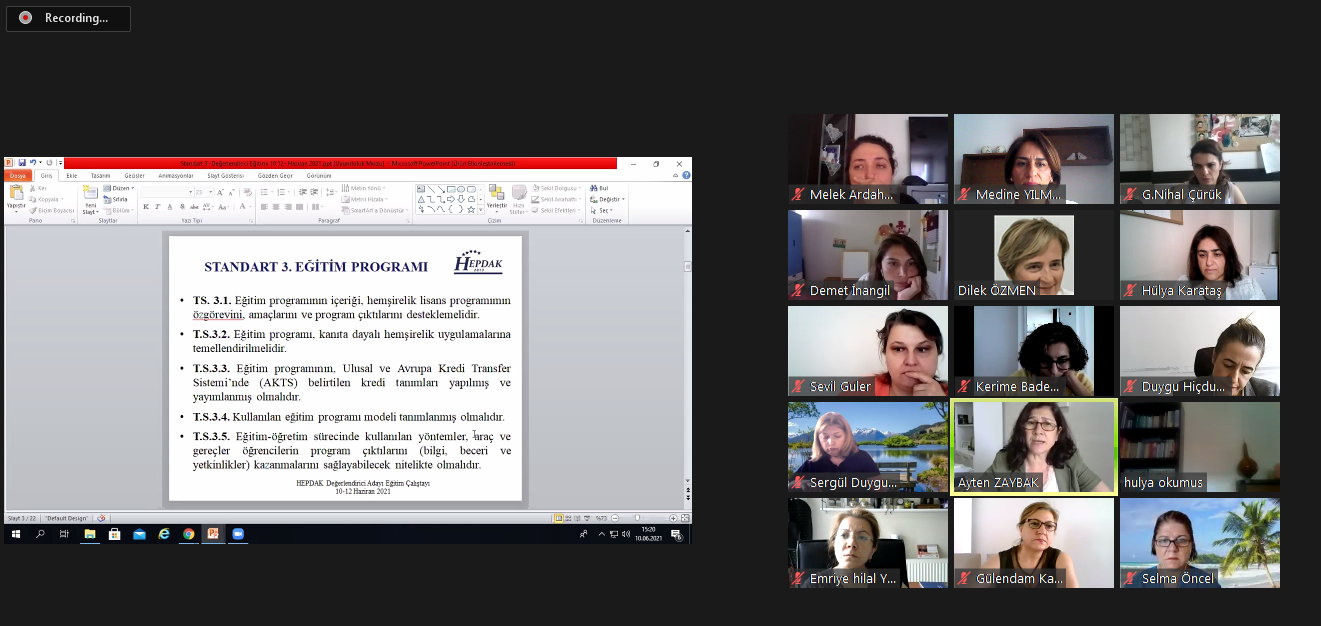 Recording...
Standart 3 -Değerlendirici Eğitimi 10 12- Haziran 2021.ppt [Uyumluluk Modu] - Microsoft PowerPoint
Dosya Giriş Ekle Tasarım Geçişler Animasyonlar Slayt Gösterisi Gözden Geçir Görünüm
Yapıştır
Kes
Kopyala
Biçim Boyacısı
Pano
Yeni
Slayt
Düzen
Sıfırla
Bölüm
Slaytlar
Yazı Tipi
Metin Yönü
Metni Hizala
SmartArt'a Dönüştür
Paragraf
Yerleştir
Hızlı
Stiller
Şekil Dolgusu
Şekil Anahattı
Şekil Efektleri
Çizim
Bul
Değiştir
Seç
Düzenleme
STANDART 3. EĞİTİM PROGRAMI
HEPDAK
• TS. 3.1. Eğitim programının içeriği, hemşirelik lisans programının
özgörevini, amaçlarını ve program çıktılarını desteklemelidir.
• T.S.3.2. Eğitim programı, kanıta dayalı hemşirelik uygulamalarına
temellendirilmelidir.
• T.S.3.3. Eğitim programının, Ulusal ve Avrupa Kredi Transfer
Sistemi'nde (AKTS) belirtilen kredi tanımları yapılmış ve
yayımlanmış olmalıdır.
• T.S.3.4. Kullanılan eğitim programı modeli tanımlanmış olmalıdır.
• T.S.3.5. Eğitim-öğretim sürecinde kullanılan yöntemler, araç ve
gereçler öğrencilerin program çıktılarını (bilgi, beceri ve
yetkinlikler) kazanmalarını sağlayabilecek nitelikte olmalıdır.
HEPDAK Değerlendirici Adayı Eğitim Çalıştayı
10-12 Haziran 2021
Slayt 3 / 22 "Default Design" %73
15:20
10.06.2021
Melek Ardah...
Medine YILM...
G.Nihal Çürük
Demet İnangil
Dilek ÖZMEN
Hülya Karataş
Sevil Guler
Kerime Bade...
Duygu Hiçdu...
Sergül Duygu...
Ayten ZAYBAK
hulya okumus
Emriye hilal Y...
Gülendam Ka...
Selma Öncel